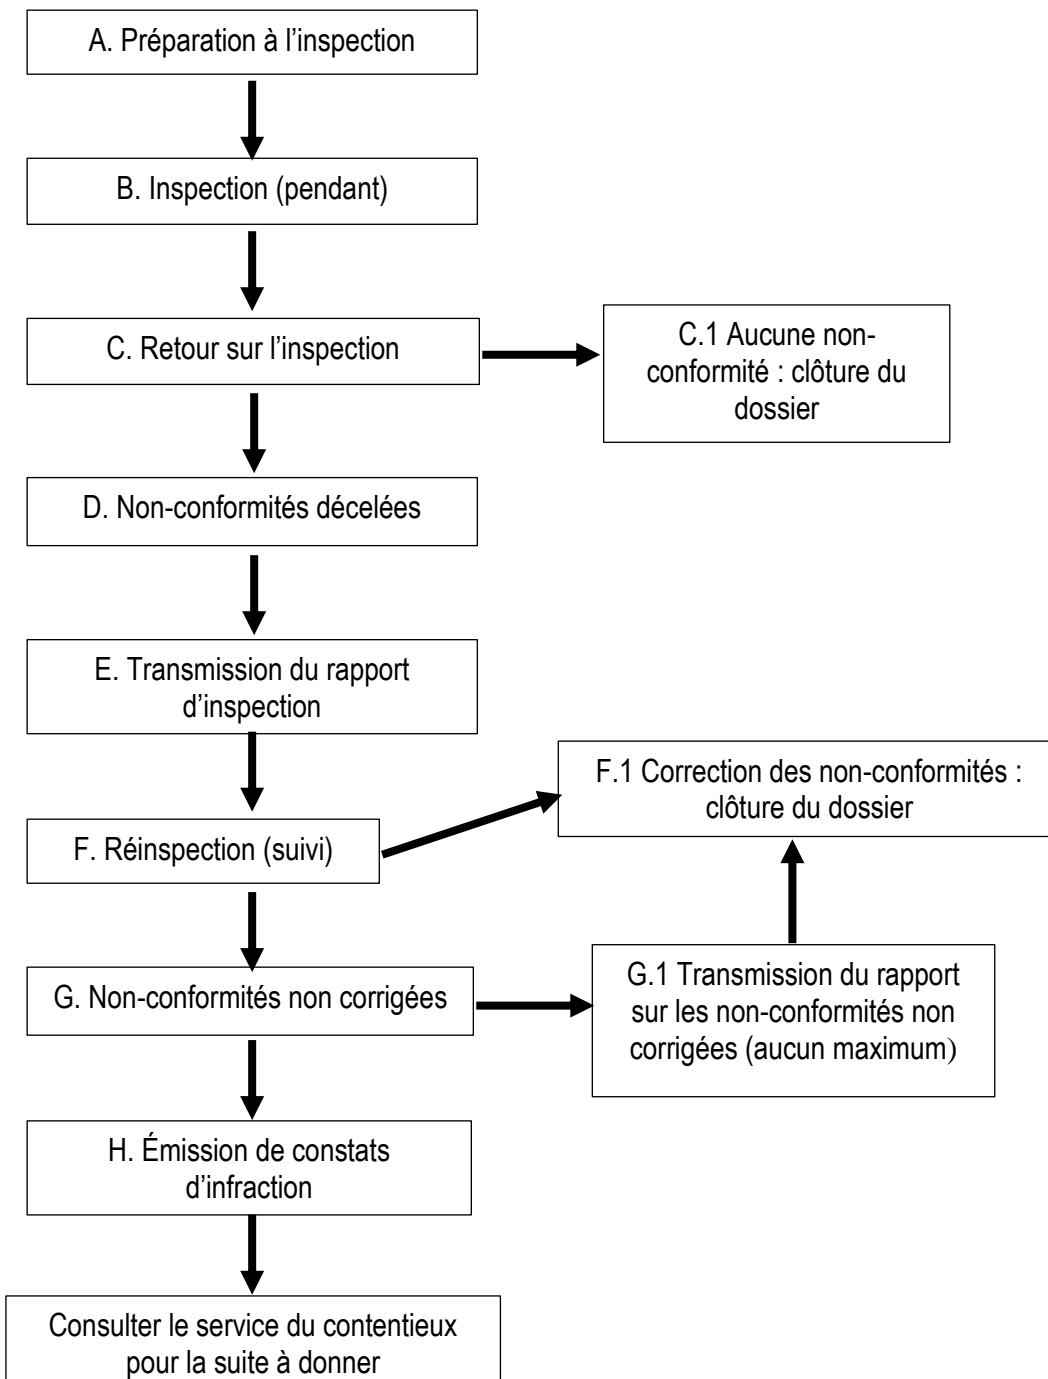 A. Préparation à l’inspection
B. Inspection (pendant)
C. Retour sur l’inspection
C.1 Aucune non-
conformité : clôture du
dossier
D. Non-conformités décelées
E. Transmission du rapport
d’inspection
F.1 Correction des non-conformités :
clôture du dossier
F. Réinspection (suivi)
G. Non-conformités non corrigées
G.1 Transmission du rapport
sur les non-conformités non
corrigées (aucun maximum)
H. Émission de constats
d’infraction
Consulter le service du contentieux
pour la suite à donner